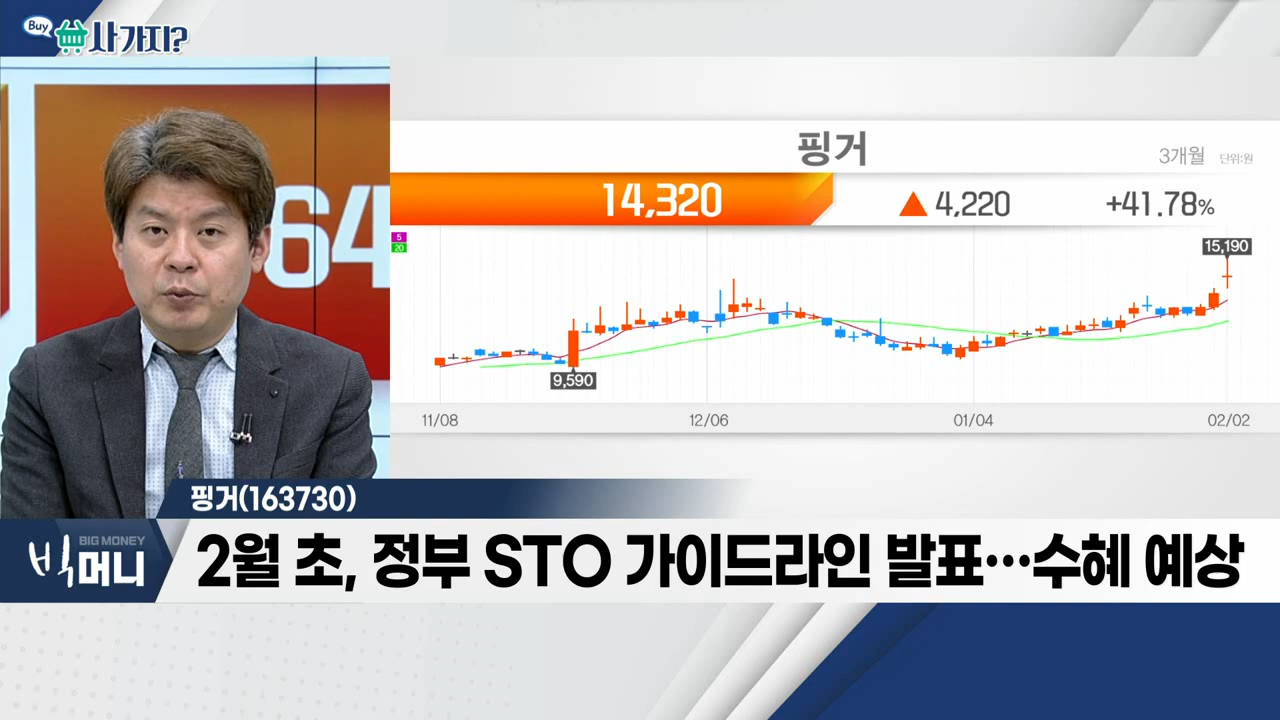 Buy
사가지?
64
핑거
3개월 단위:원
14,320 ▲ 4,220 +41.78%
5
20
15,190
9,590
11/08 12/06 01/04 02/02
핑거(163730)
BIG MONEY
빅머니
2월 초, 정부 STO 가이드라인 발표…수혜 예상